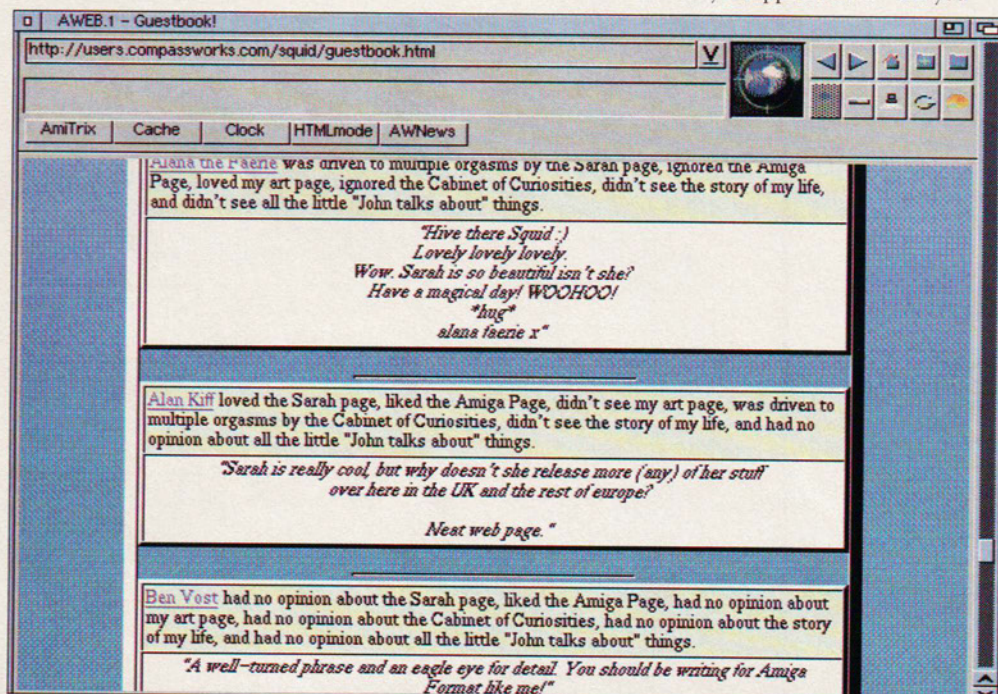 AWEB.1 – Guestbook!
http://users.compassworks.com/squid/guestbook.html
V
AmiTrix Cache Clock HTMLmode AWNews
Alana the Faerie was driven to multiple orgasms by the Sarah page, ignored the Amiga
Page, loved my art page, ignored the Cabinet of Curiosities, didn't see the story of my life,
and didn't see all the little "John talks about" things.
"Hive there Squid :)
Lovely lovely lovely.
Wow. Sarah is so beautiful isn't she?
Have a magical day! WOOHOO!
*hug*
alana faerie x"
Alan Kiff loved the Sarah page, liked the Amiga Page, didn't see my art page, was driven to
multiple orgasms by the Cabinet of Curiosities, didn't see the story of my life, and had no
opinion about all the little "John talks about" things.
"Sarah is really cool, but why doesn't she release more (any) of her stuff
over here in the UK and the rest of europe?
Neat web page."
Ben Vost had no opinion about the Sarah page, liked the Amiga Page, had no opinion about
my art page, had no opinion about the Cabinet of Curiosities, had no opinion about the story
of my life, and had no opinion about all the little "John talks about" things.
"A well-turned phrase and an eagle eye for detail. You should be writing for Amiga
Format like me!"